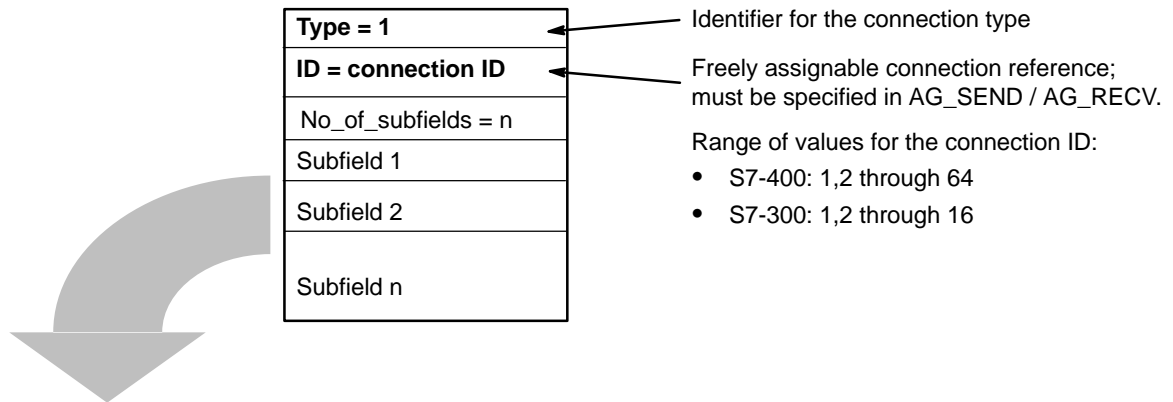 Type = 1
Identifier for the connection type
ID = connection ID
Freely assignable connection reference;
must be specified in AG_SEND / AG_RECV.
No_of_subfields = n
Range of values for the connection ID:
Subfield 1
• S7-400: 1,2 through 64
Subfield 2
• S7-300: 1,2 through 16
Subfield n